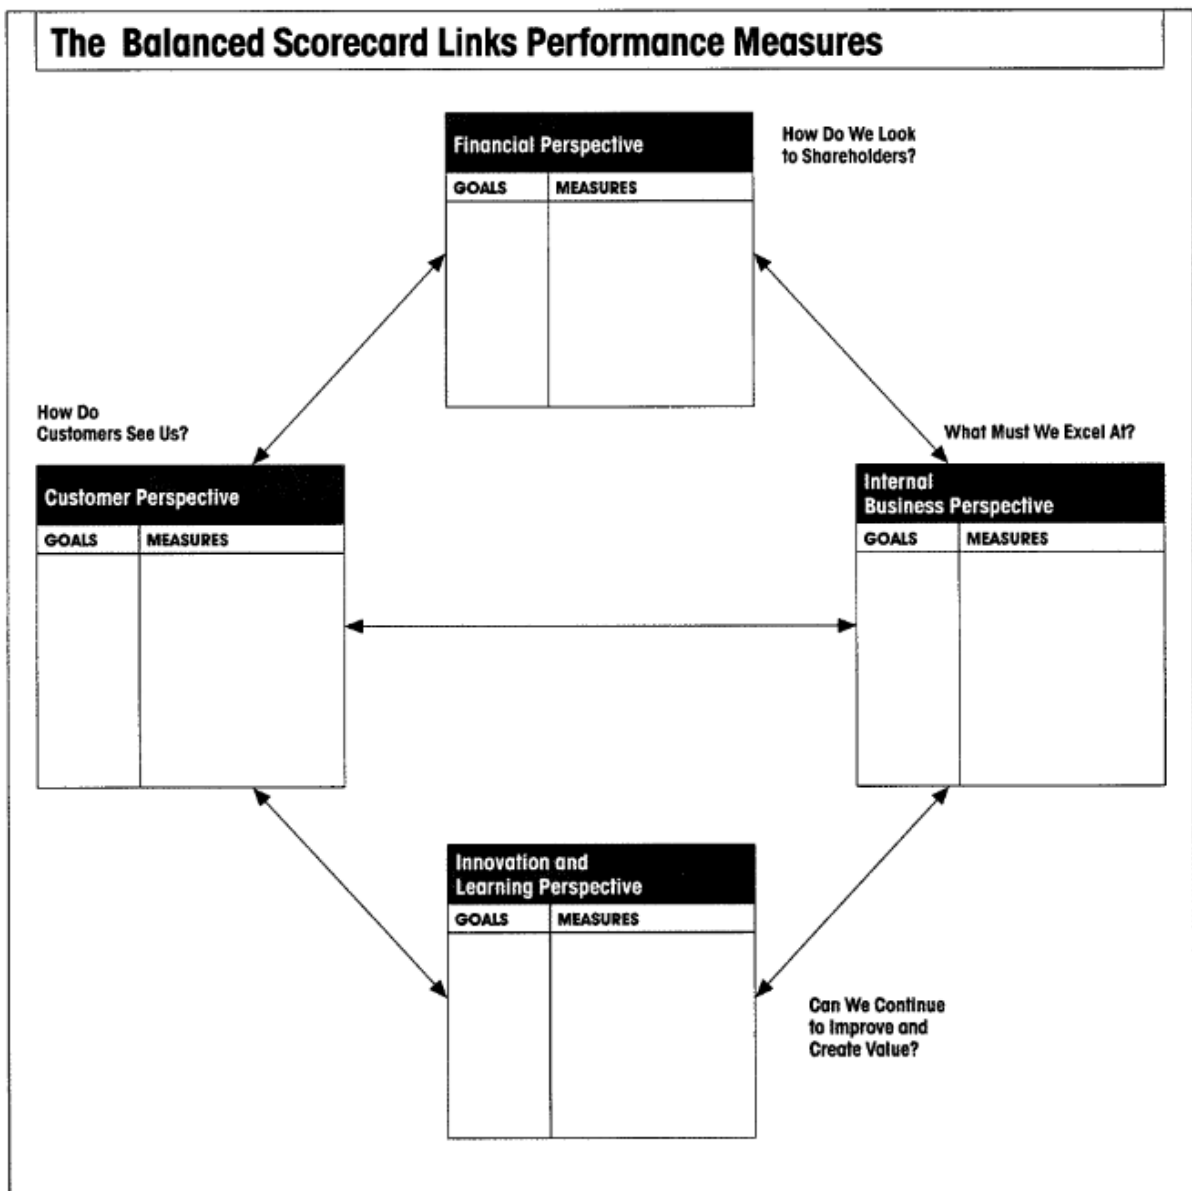 The Balanced Scorecard Links Performance Measures
Financial Perspective
GOALS MEASURES
How Do We Look
to Shareholders?
How Do
Customers See Us?
Customer Perspective
GOALS MEASURES
What Must We Excel At?
Internal
Business Perspective
GOALS MEASURES
Innovation and
Learning Perspective
GOALS MEASURES
Can We Continue
to Improve and
Create Value?